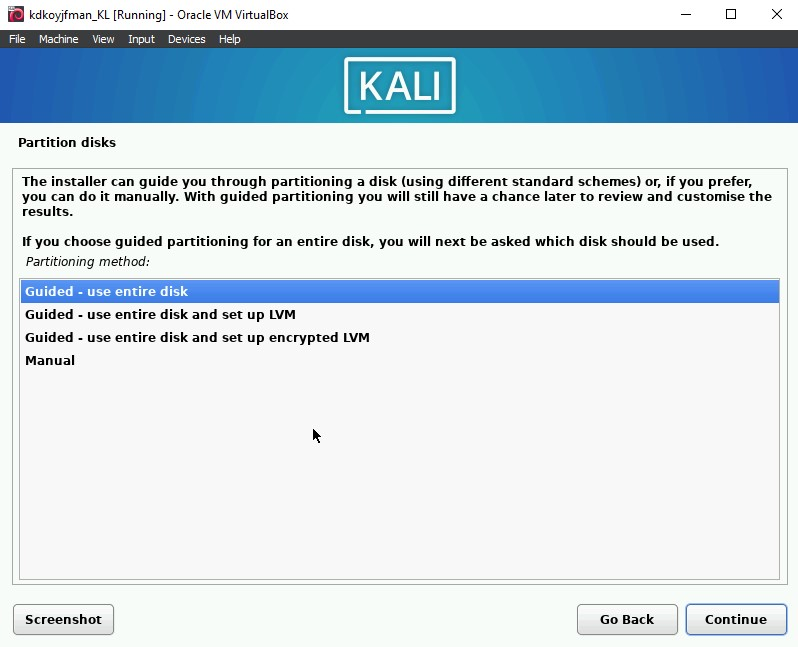 kdkoyjfman_KL [Running] - Oracle VM VirtualBox
File Machine View Input Devices Help
KALI
Partition disks
The installer can guide you through partitioning a disk (using different standard schemes) or, if you prefer,
you can do it manually. With guided partitioning you will still have a chance later to review and customise the
results.
If you choose guided partitioning for an entire disk, you will next be asked which disk should be used.
Partitioning method:
Guided - use entire disk
Guided - use entire disk and set up LVM
Guided - use entire disk and set up encrypted LVM
Manual
Screenshot Go Back Continue